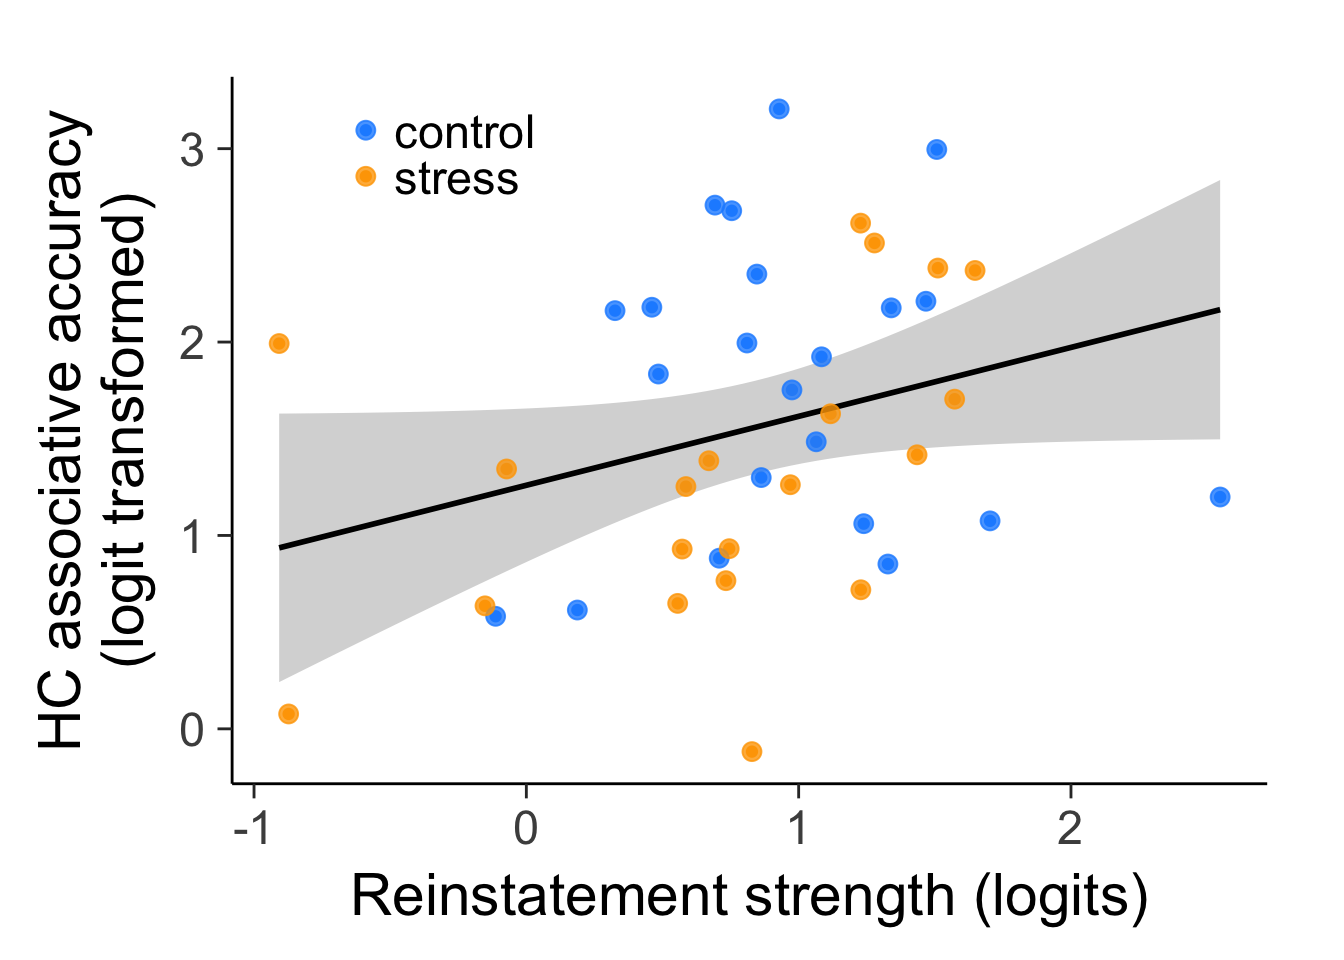 control
stress
3
2
1
0
-1
0
1
2
HC associative accuracy
(logit transformed)
Reinstatement strength (logits)